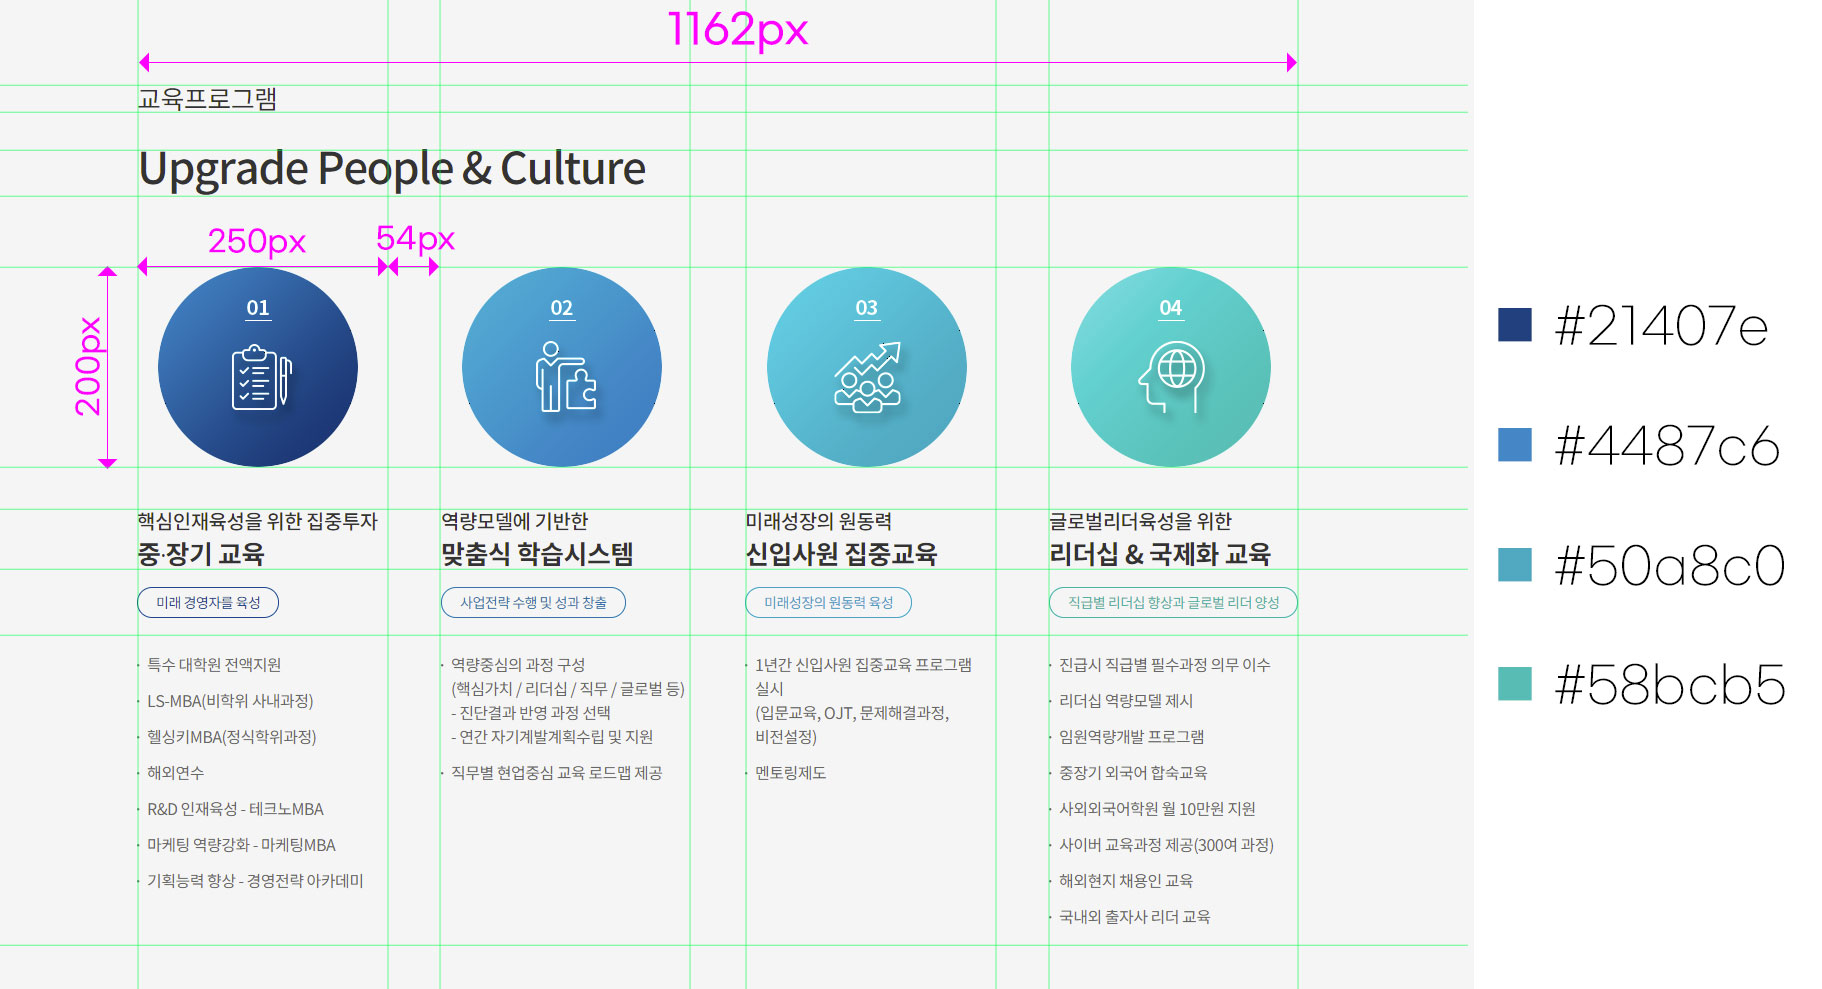 1162px
교육프로그램
Upgrade People & Culture
250px
54px
200px
01
02
03
04
핵심인재육성을 위한 집중투자
중·장기 교육
미래 경영자를 육성
· 특수 대학원 전액지원
· LS-MBA(비학위 사내과정)
· 헬싱키MBA(정식학위과정)
· 해외연수
· R&D 인재육성 - 테크노MBA
· 마케팅 역량강화 - 마케팅MBA
· 기획능력 향상 - 경영전략 아카데미
역량모델에 기반한
맞춤식 학습시스템
사업전략 수행 및 성과 창출
· 역량중심의 과정 구성
(핵심가치 / 리더십 / 직무 / 글로벌 등)
- 진단결과 반영 과정 선택
- 연간 자기계발계획수립 및 지원
· 직무별 현업중심 교육 로드맵 제공
미래성장의 원동력
신입사원 집중교육
미래성장의 원동력 육성
· 1년간 신입사원 집중교육 프로그램
실시
(입문교육, OJT, 문제해결과정,
비전설정)
· 멘토링제도
글로벌리더육성을 위한
리더십 & 국제화 교육
직급별 리더십 향상과 글로벌 리더 양성
· 진급시 직급별 필수과정 의무 이수
· 리더십 역량모델 제시
· 임원역량개발 프로그램
· 중장기 외국어 합숙교육
· 사외외국어학원 월 10만원 지원
· 사이버 교육과정 제공(300여 과정)
· 해외현지 채용인 교육
· 국내외 출자사 리더 교육
#21407e
#4487c6
#50a8c0
#58bcb5